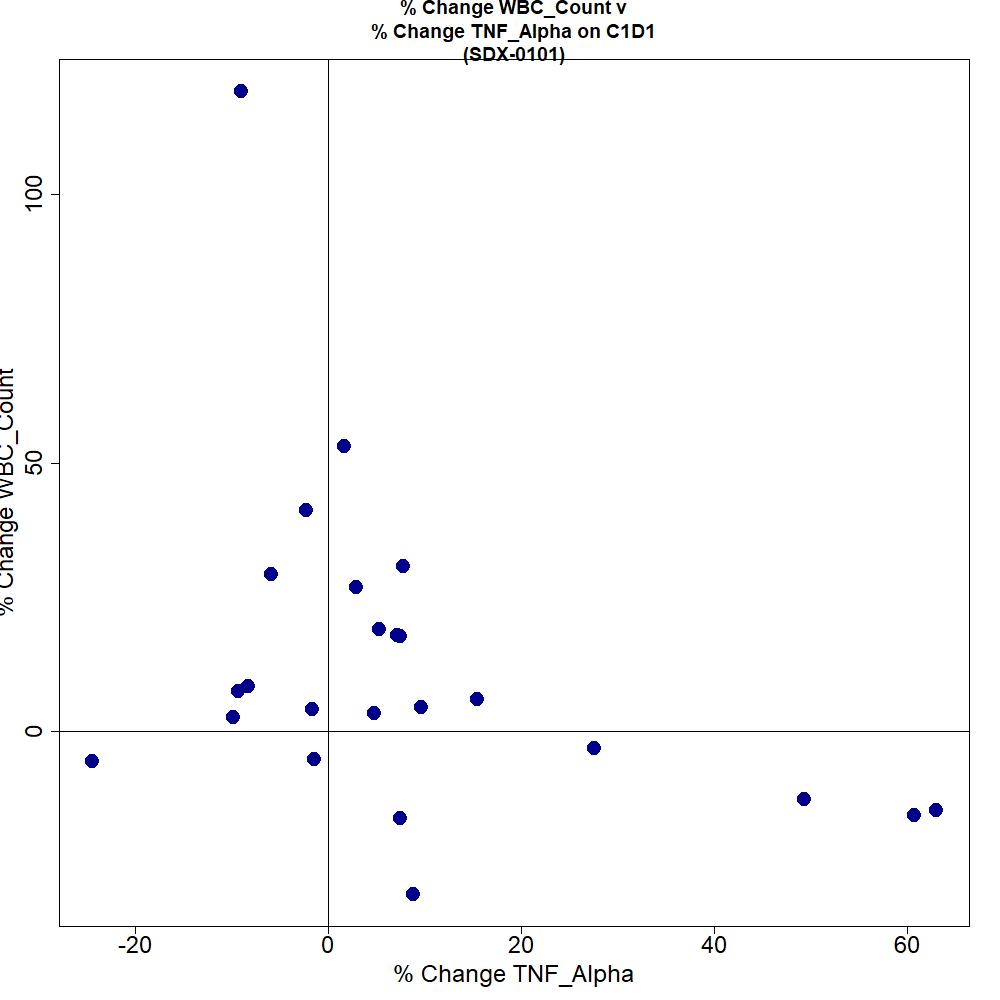 % Change WBC_Count v
% Change TNF_Alpha on C1D1
(SDX-0101)
% Change WBC_Count
100
50
0
-20
0
20
40
60
% Change TNF_Alpha